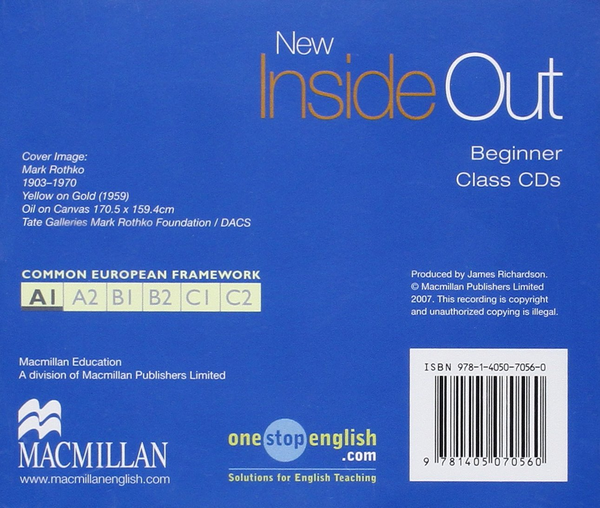 New
Inside Out
Beginner
Class CDs
Cover Image:
Mark Rothko
1903–1970
Yellow on Gold (1959)
Oil on Canvas 170.5 x 159.4cm
Tate Galleries Mark Rothko Foundation / DACS
COMMON EUROPEAN FRAMEWORK
A1 A2 B1 B2 C1 C2
Produced by James Richardson.
© Macmillan Publishers Limited
2007. This recording is copyright
and unauthorized copying is illegal.
Macmillan Education
A division of Macmillan Publishers Limited
MACMILLAN
www.macmillanenglish.com
onestopenglish
.com
Solutions for English Teaching
ISBN 978-1-4050-7056-0
9 781405 070560